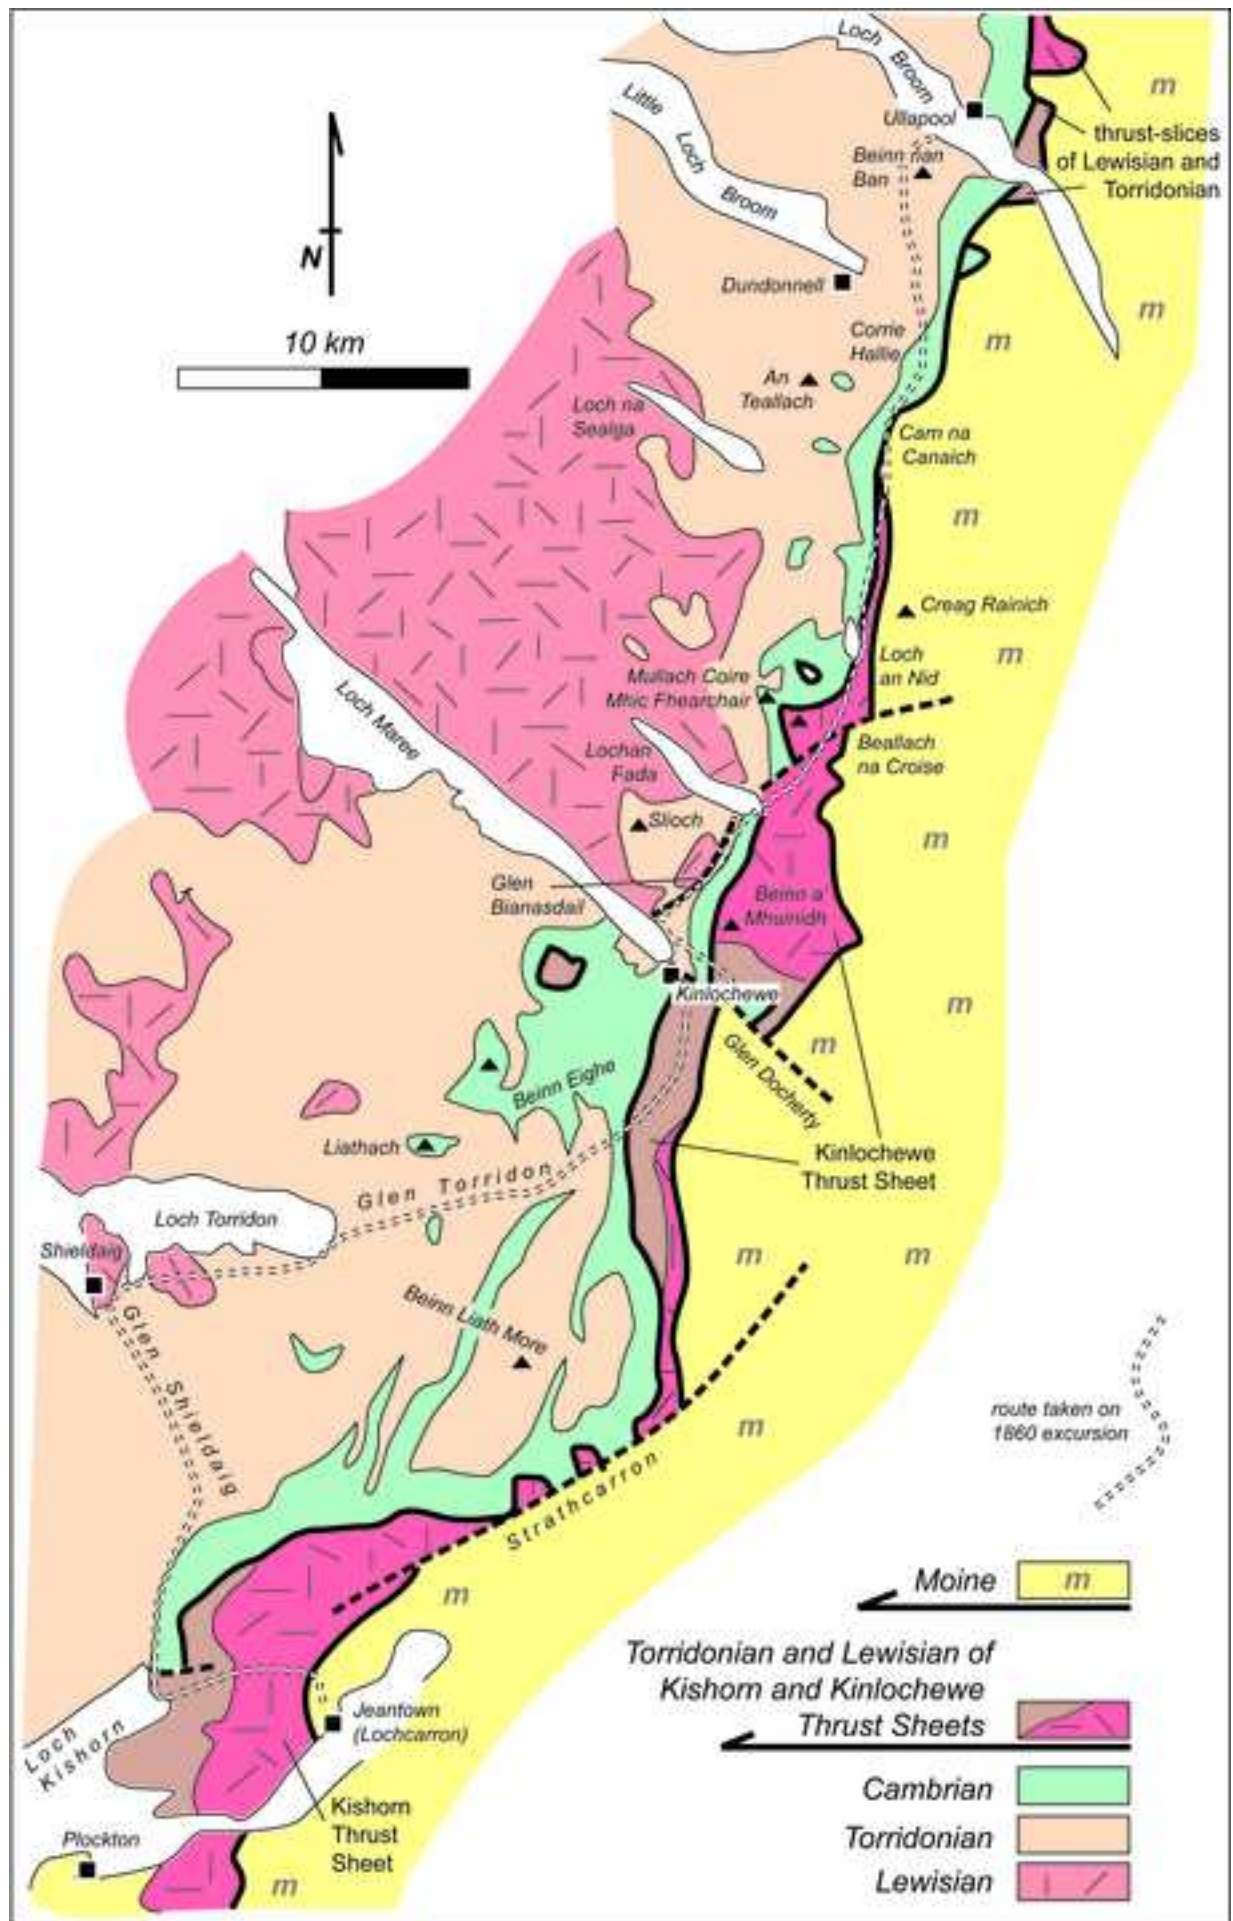 Loch Broom
Little Loch Broom
Ullapool
m
Beinn nan
Ban
thrust-slices
of Lewisian and
Torridonian
N
Dundonnell
m
10 km
Corrie
Hallie
m
An
Teallach
Loch na
Sealga
Carn na
Canaich
m
Creag Rainich
Loch
an Nid
m
Mullach Coire
Mhic Fhearchair
Loch Maree
Lochan
Fada
Beallach
na Croise
Slioch
m
Glen
Bianasdail
Beinn a'
Mhuinidh
Kinlochewe
m
m
Glen Docherty
Beinn Eighe
Liathach
Kinlochewe
Thrust Sheet
Glen Torridon
Loch Torridon
Shieldaig
m
m
Glen Shieldaig
Beinn Liath More
route taken on
1860 excursion
m
Strathcarron
m
Moine
m
Torridonian and Lewisian of
Kishorn and Kinlochewe
Thrust Sheets
Jeantown
(Lochcarron)
Loch
Kishorn
Cambrian
Kishorn
Thrust
Sheet
Torridonian
Plockton
Lewisian
m